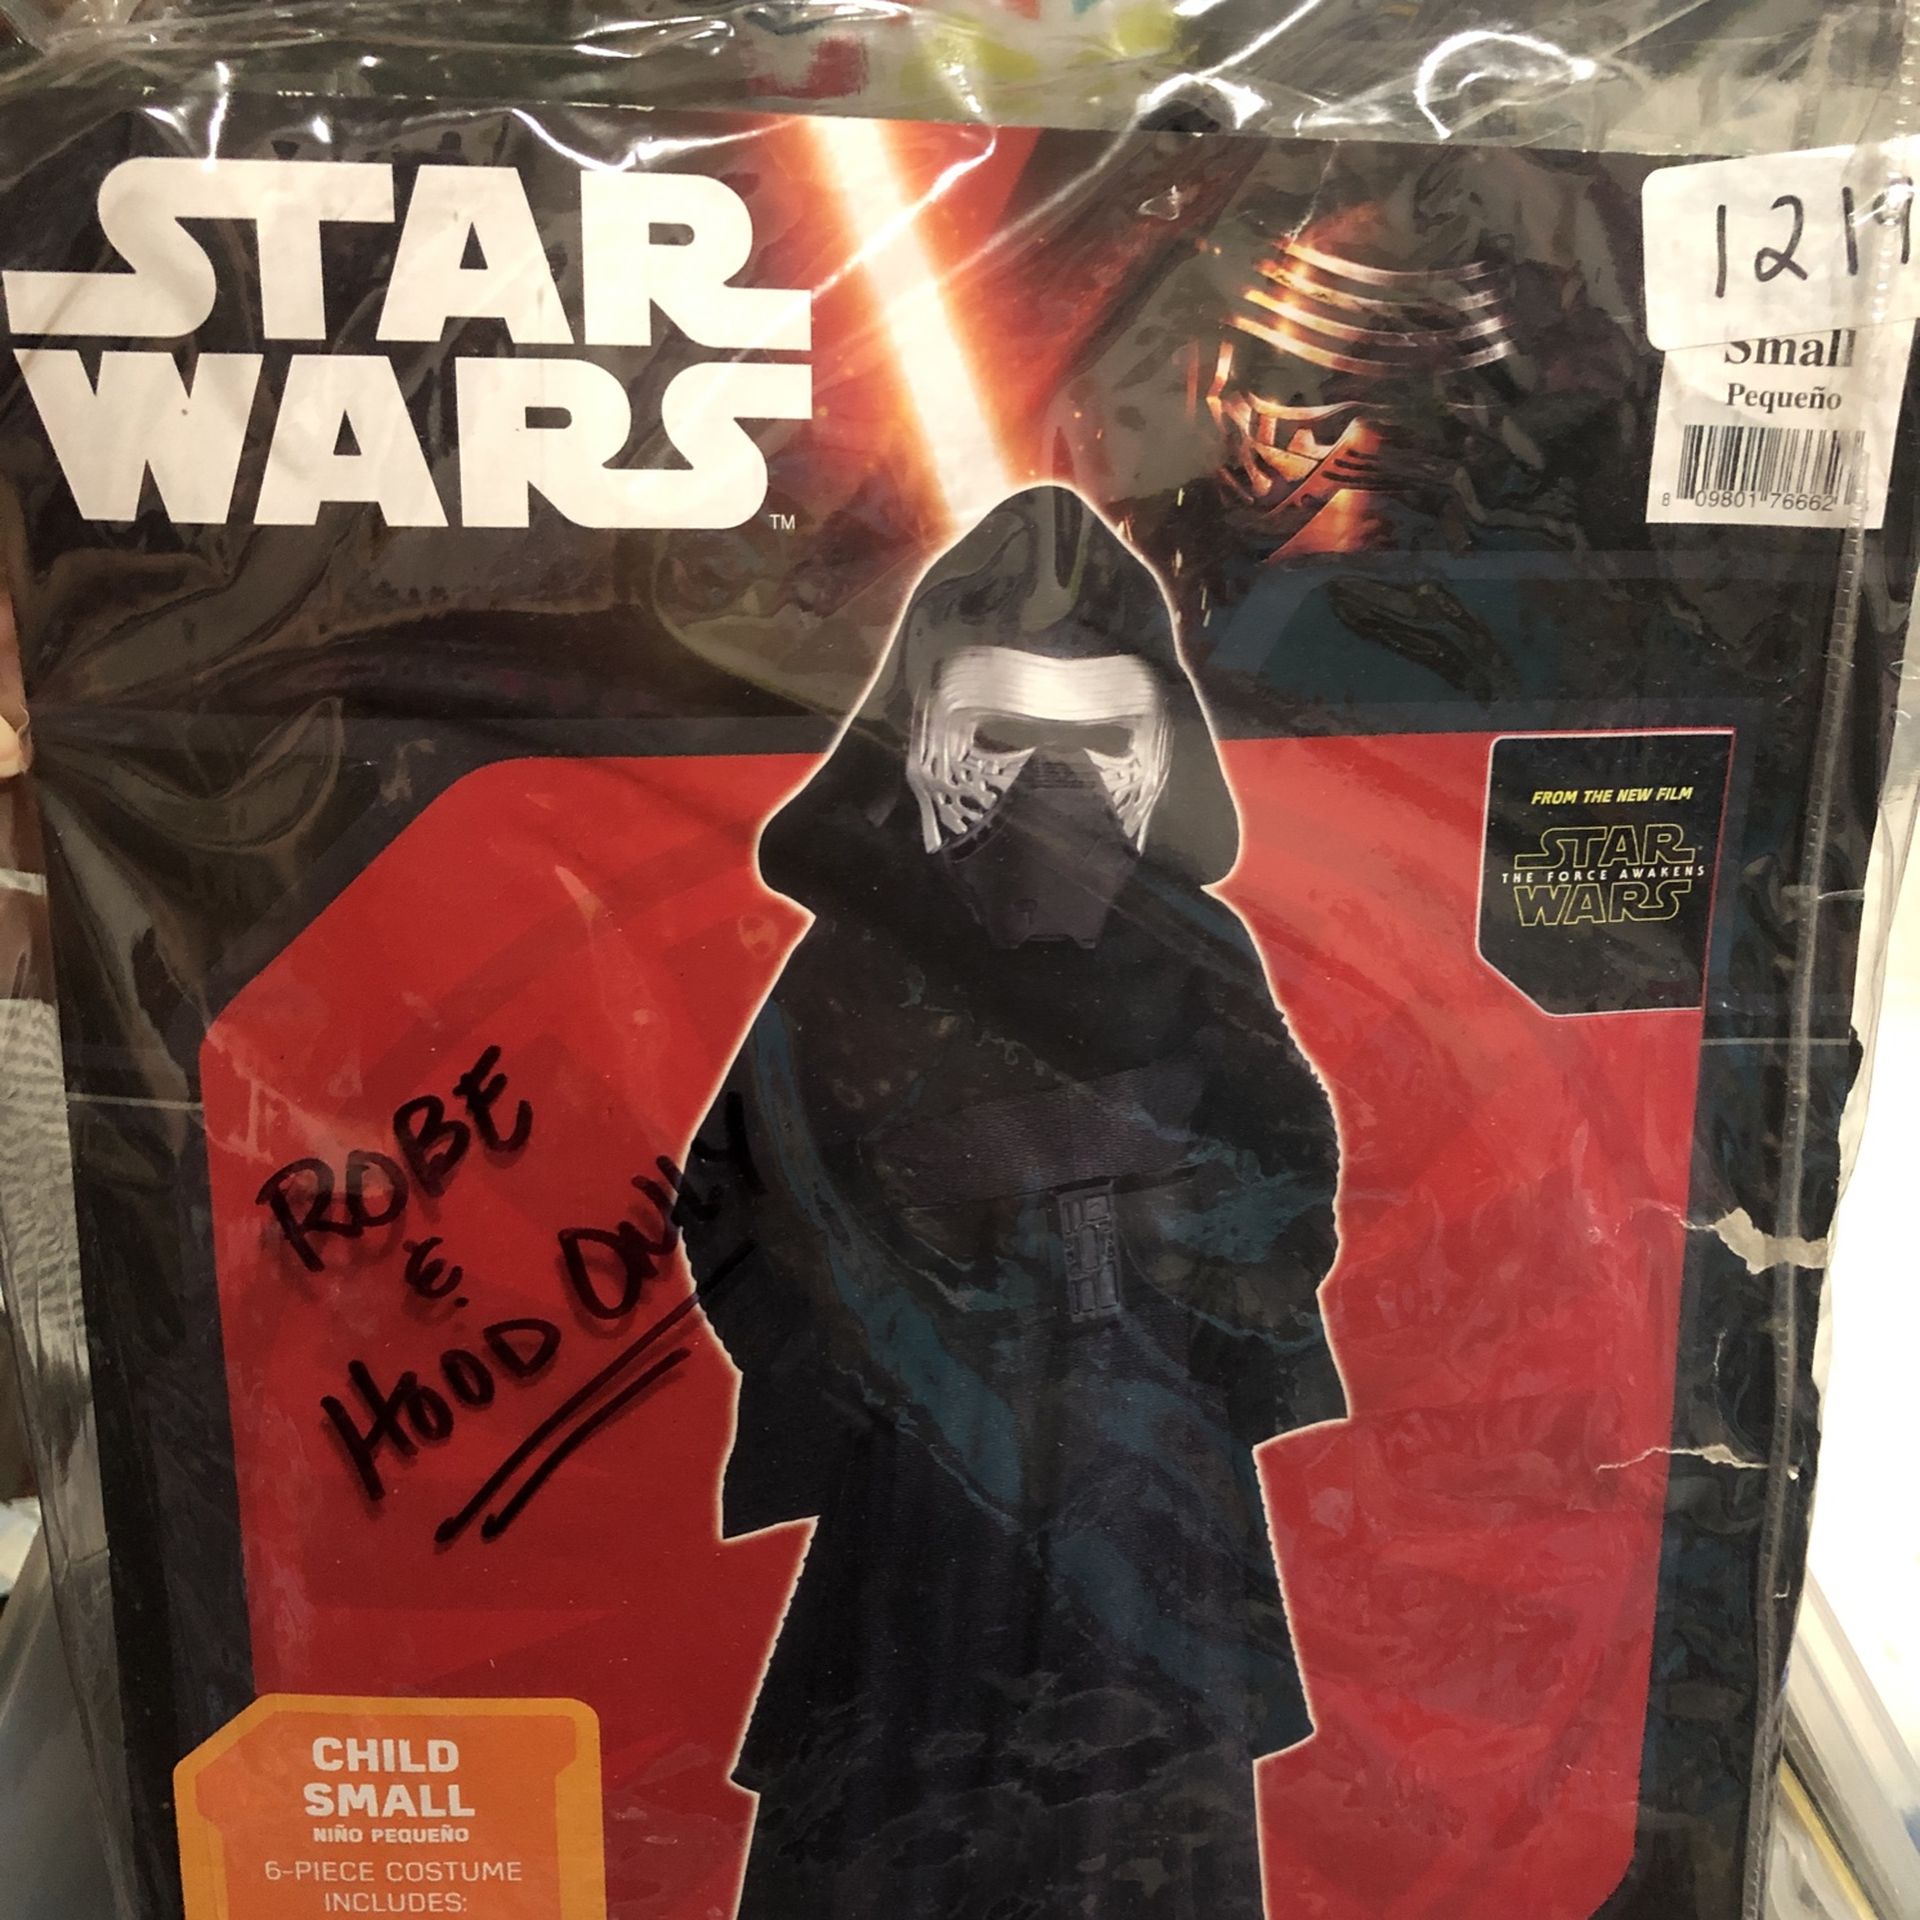 STAR
WARS
TM
Small
Pequeño
8 09801 76662
FROM THE NEW FILM
STAR
THE FORCE AWAKENS
WARS
ROBE
&
HOOD ONLY
CHILD
SMALL
NIÑO PEQUEÑO
6-PIECE COSTUME
INCLUDES: